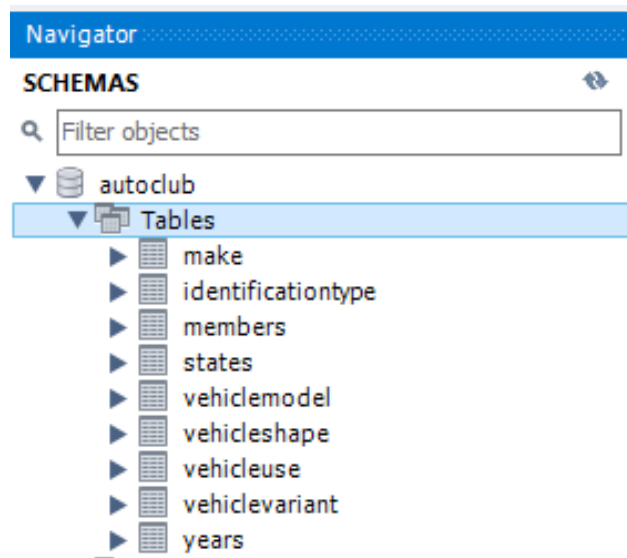 Navigator
SCHEMAS
Filter objects
autoclub
Tables
make
identificationtype
members
states
vehiclemodel
vehicleshape
vehicleuse
vehiclevariant
years